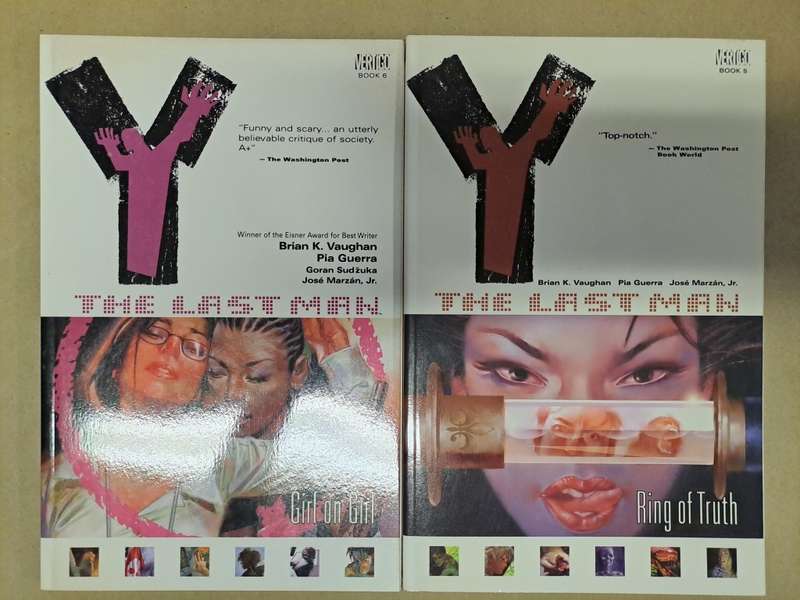 VERTICO
BOOK 6
Y
"Funny and scary... an utterly
believable critique of society.
A+"
— The Washington Post
Winner of the Eisner Award for Best Writer
Brian K. Vaughan
Pia Guerra
Goran Sudžuka
José Marzán, Jr.
THE LAST MAN
Girl on Girl
VERTIGO
BOOK 5
Y
"Top-notch."
— The Washington Post
Book World
Brian K. Vaughan Pia Guerra José Marzán, Jr.
THE LAST MAN
Ring of Truth